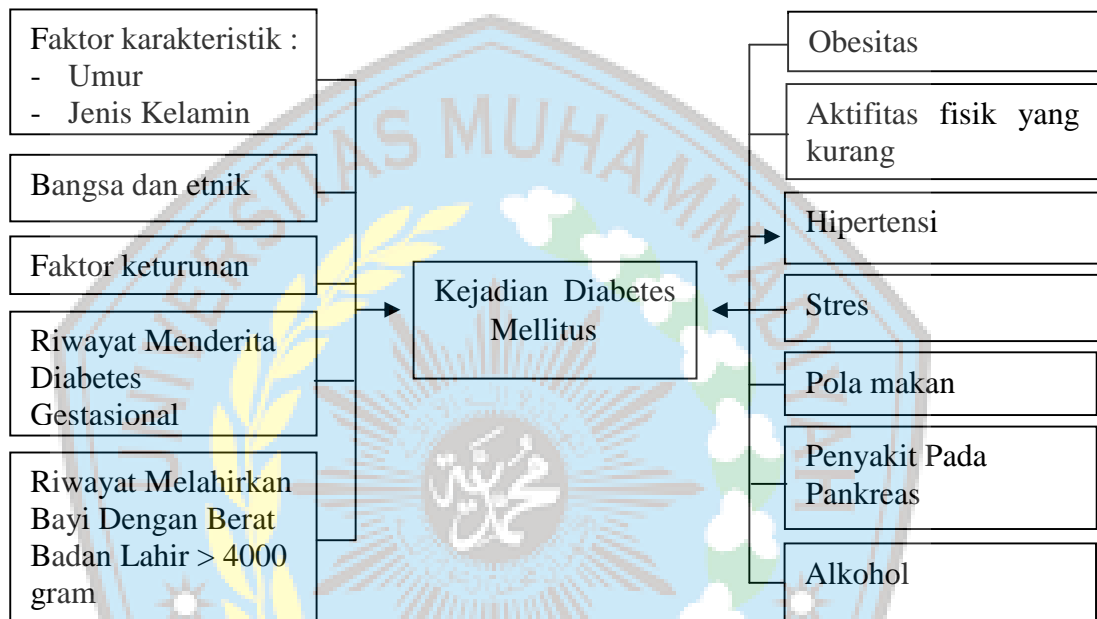 Faktor karakteristik :
- Umur
- Jenis Kelamin
Bangsa dan etnik
Faktor keturunan
Riwayat Menderita
Diabetes
Gestasional
Riwayat Melahirkan
Bayi Dengan Berat
Badan Lahir > 4000
gram
Kejadian Diabetes
Mellitus
Obesitas
Aktifitas fisik yang
kurang
Hipertensi
Stres
Pola makan
Penyakit Pada
Pankreas
Alkohol
UNIVERSITAS MUHAMMADIYAH
محمد